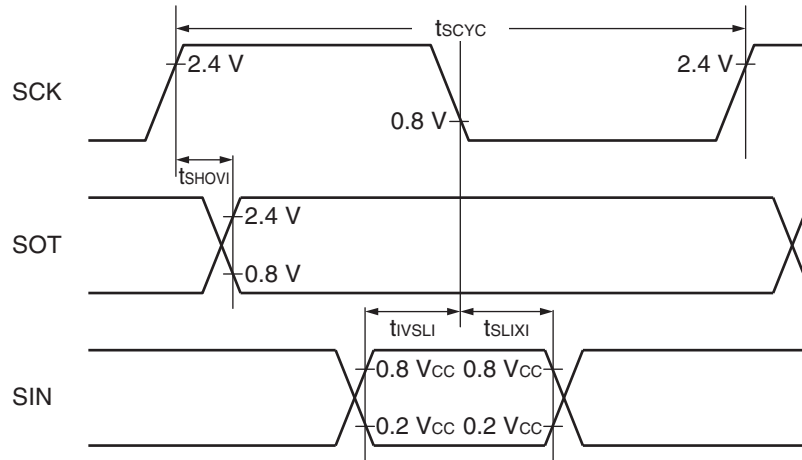 tSCYC
SCK
2.4 V
2.4 V
0.8 V
tSHOVI
SOT
2.4 V
0.8 V
tIVSLI
tSLIXI
SIN
0.8 VCC
0.8 VCC
0.2 VCC
0.2 VCC